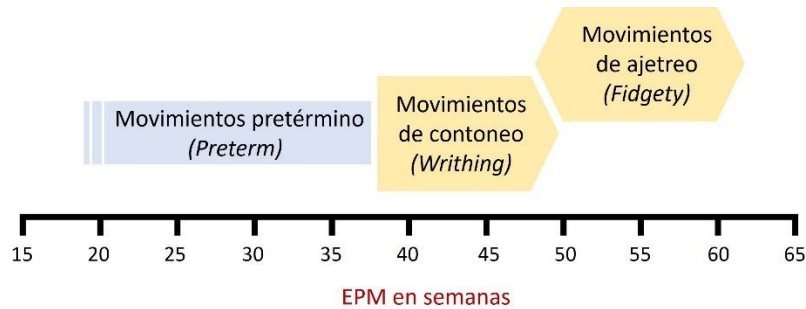 Movimientos
de ajetreo
(Fidgety)
Movimientos pretérmino
(Preterm)
Movimientos
de contoneo
(Writhing)
15 20 25 30 35 40 45 50 55 60 65
EPM en semanas